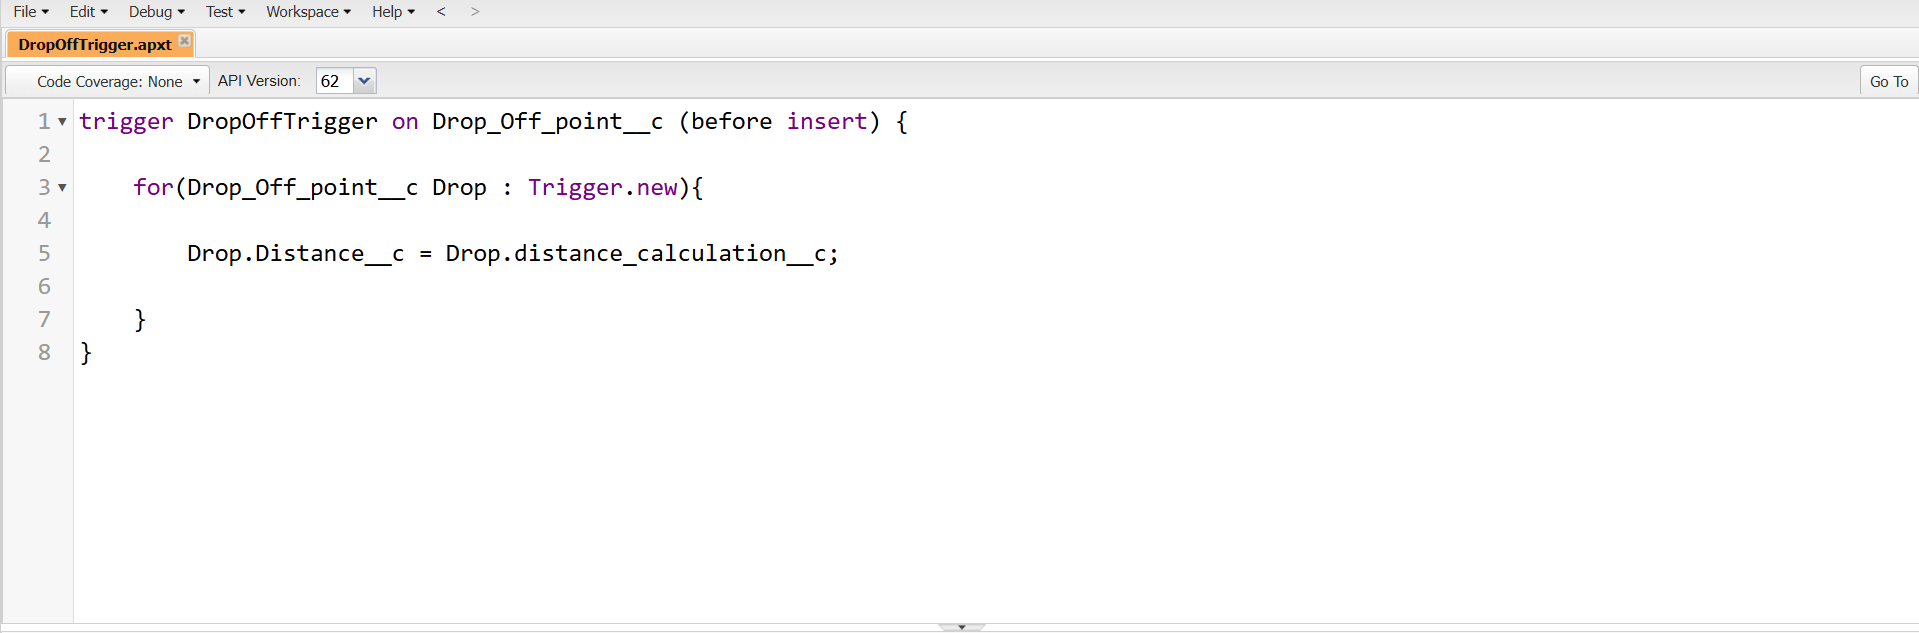 File Edit Debug Test Workspace Help < >
DropOffTrigger.apxt
Code Coverage: None API Version: 62 Go To
1 trigger DropOffTrigger on Drop_Off_point__c (before insert) {
2
3 for(Drop_Off_point__c Drop : Trigger.new){
4
5 Drop.Distance__c = Drop.distance_calculation__c;
6
7 }
8 }